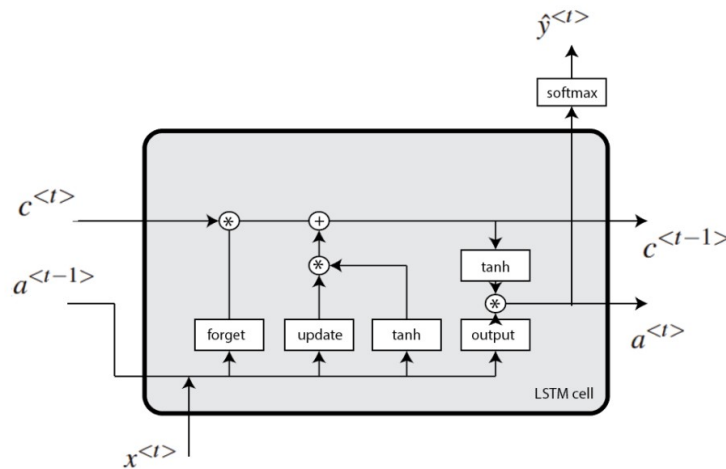 ŷ<t>
softmax
c<t>
*
+
c<t-1>
*
tanh
a<t-1>
*
a<t>
forget
update
tanh
output
LSTM cell
x<t>